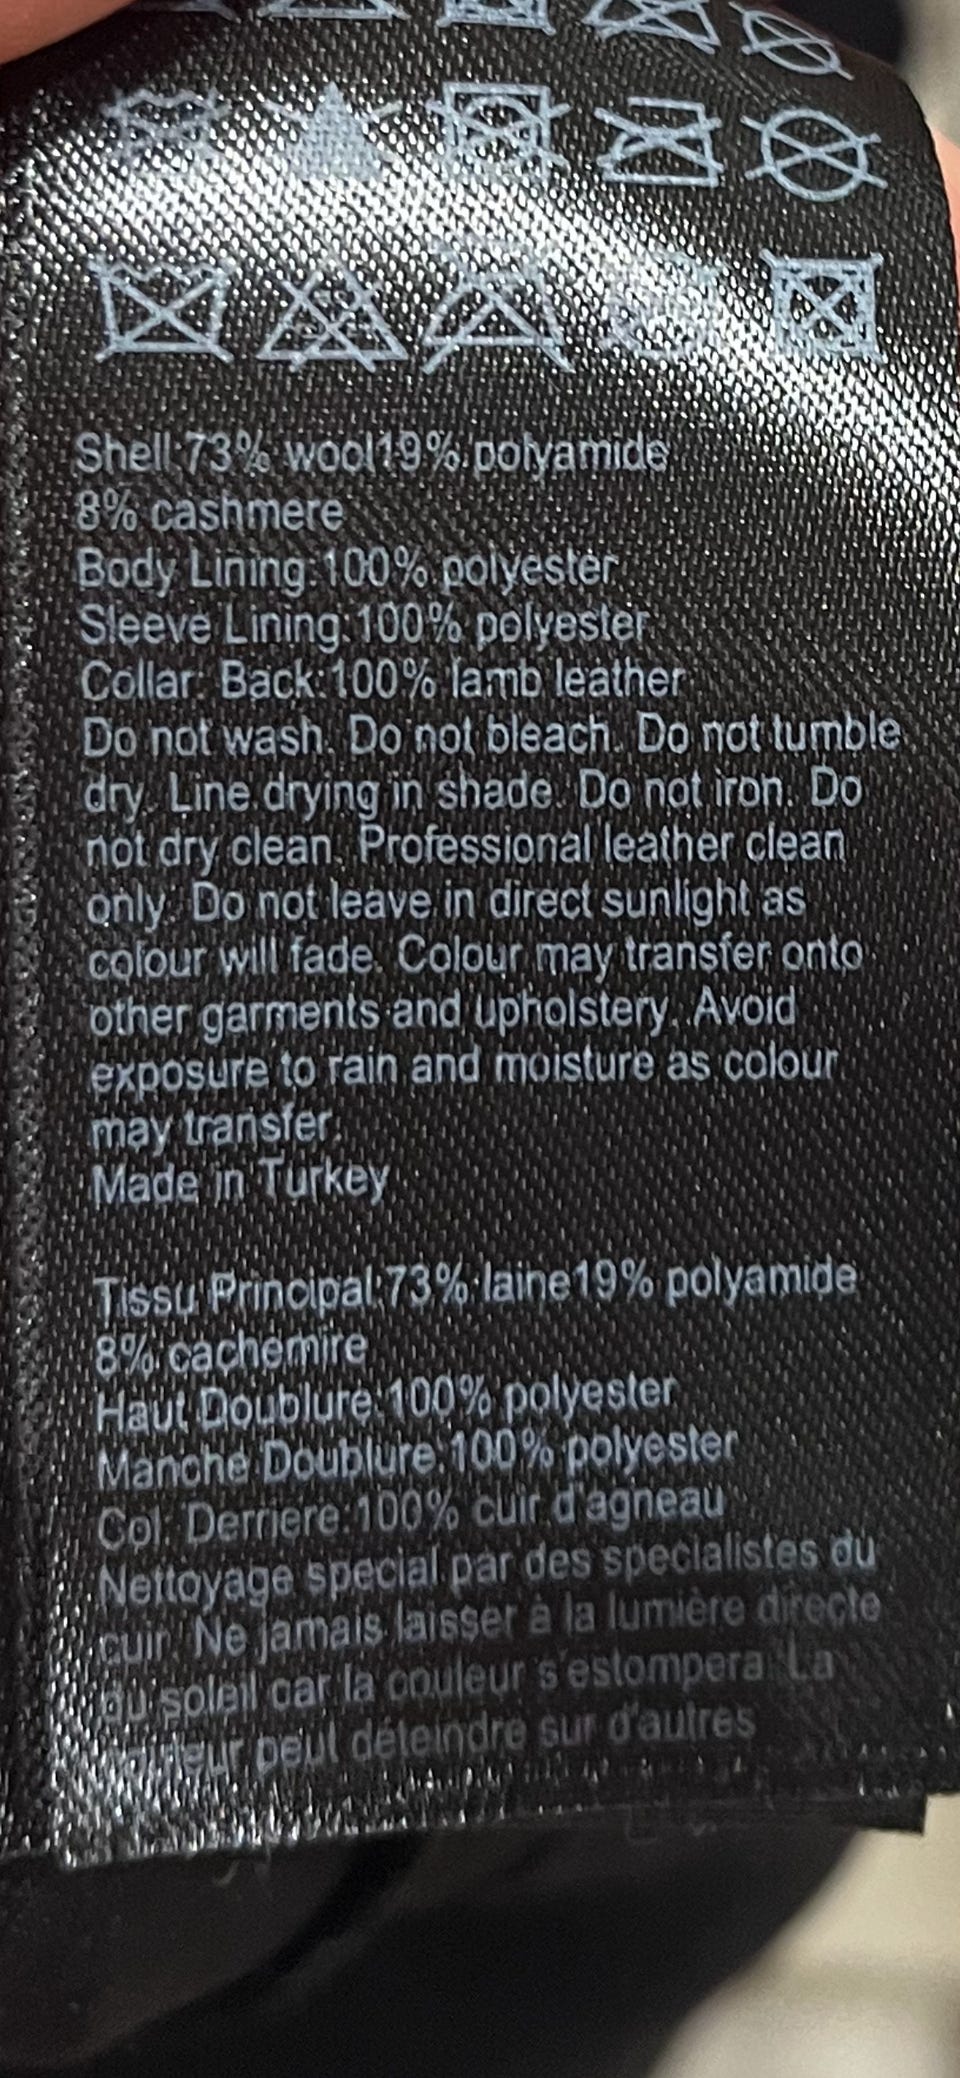 Shell:73% wool19% polyamide
8% cashmere
Body Lining:100% polyester
Sleeve Lining:100% polyester
Collar: Back:100% lamb leather
Do not wash. Do not bleach. Do not tumble
dry. Line drying in shade. Do not iron. Do
not dry clean. Professional leather clean
only. Do not leave in direct sunlight as
colour will fade. Colour may transfer onto
other garments and upholstery. Avoid
exposure to rain and moisture as colour
may transfer.
Made in Turkey
Tissu Principal:73% laine19% polyamide
8% cachemire
Haut Doublure:100% polyester
Manche Doublure:100% polyester
Col: Derriere:100% cuir d'agneau
Nettoyage special par des specialistes du
cuir. Ne jamais laisser à la lumière directe
du soleil car la couleur s'estompera. La
couleur peut déteindre sur d'autres